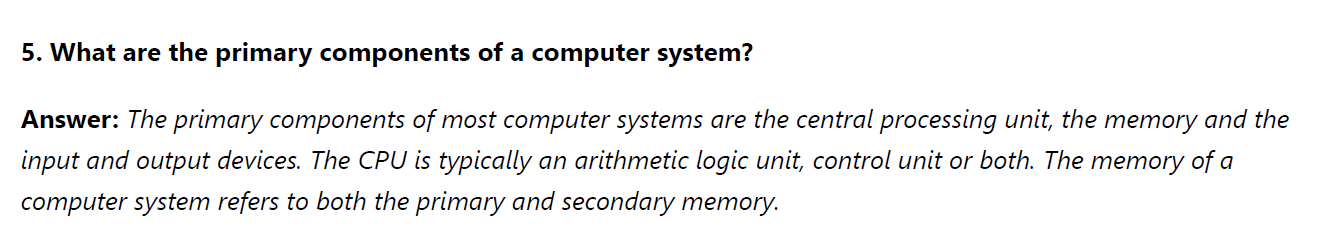 5. What are the primary components of a computer system?
Answer: The primary components of most computer systems are the central processing unit, the memory and the
input and output devices. The CPU is typically an arithmetic logic unit, control unit or both. The memory of a
computer system refers to both the primary and secondary memory.